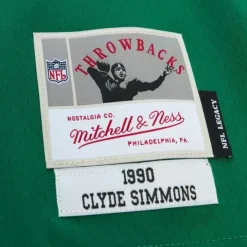 THROWBACKS
NFL
NOSTALGIA CO.
Mitchell & Ness
PHILADELPHIA, PA.
NFL LEGACY
1990
CLYDE SIMMONS